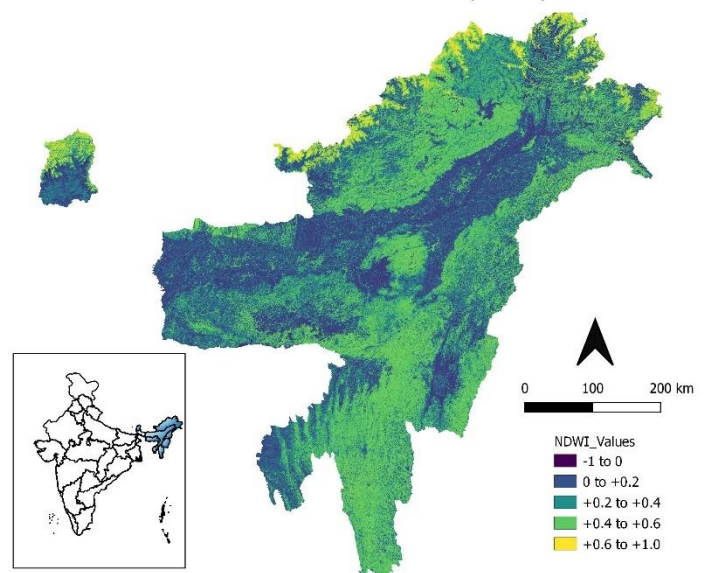 0 100 200 km
NDWI_Values
-1 to 0
0 to +0.2
+0.2 to +0.4
+0.4 to +0.6
+0.6 to +1.0